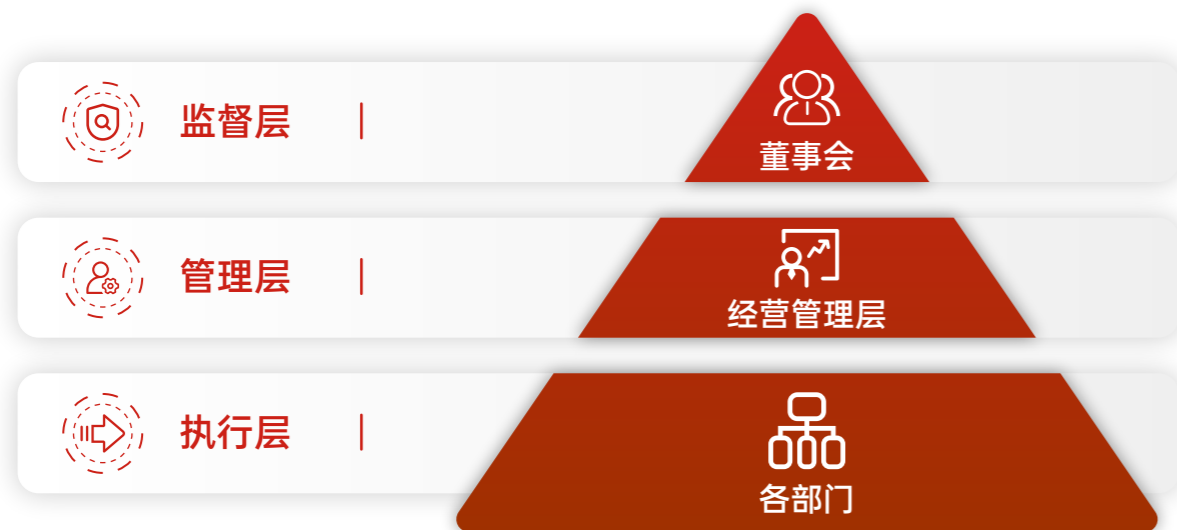 监督层
董事会
管理层
经营管理层
执行层
各部门